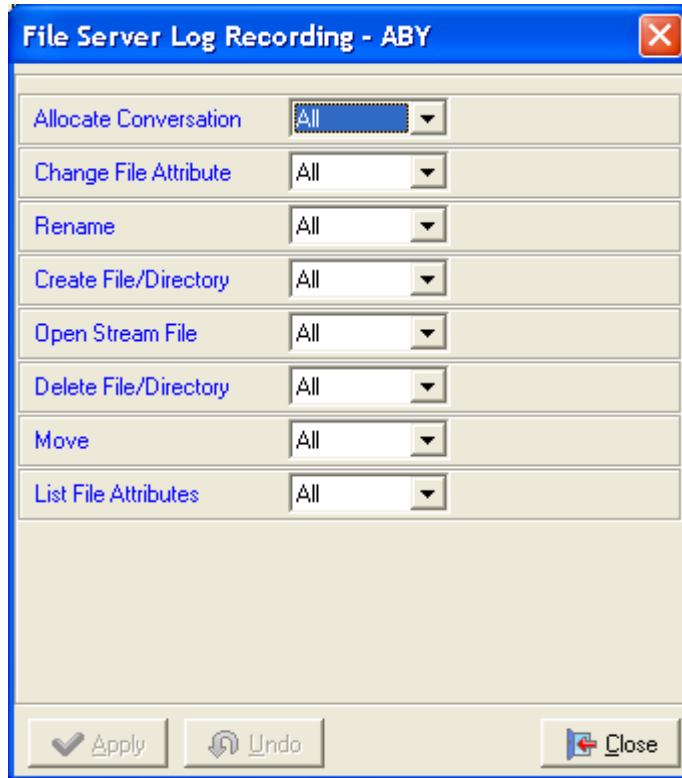 File Server Log Recording - ABY
Allocate Conversation All
Change File Attribute All
Rename All
Create File/Directory All
Open Stream File All
Delete File/Directory All
Move All
List File Attributes All
Apply Undo Close